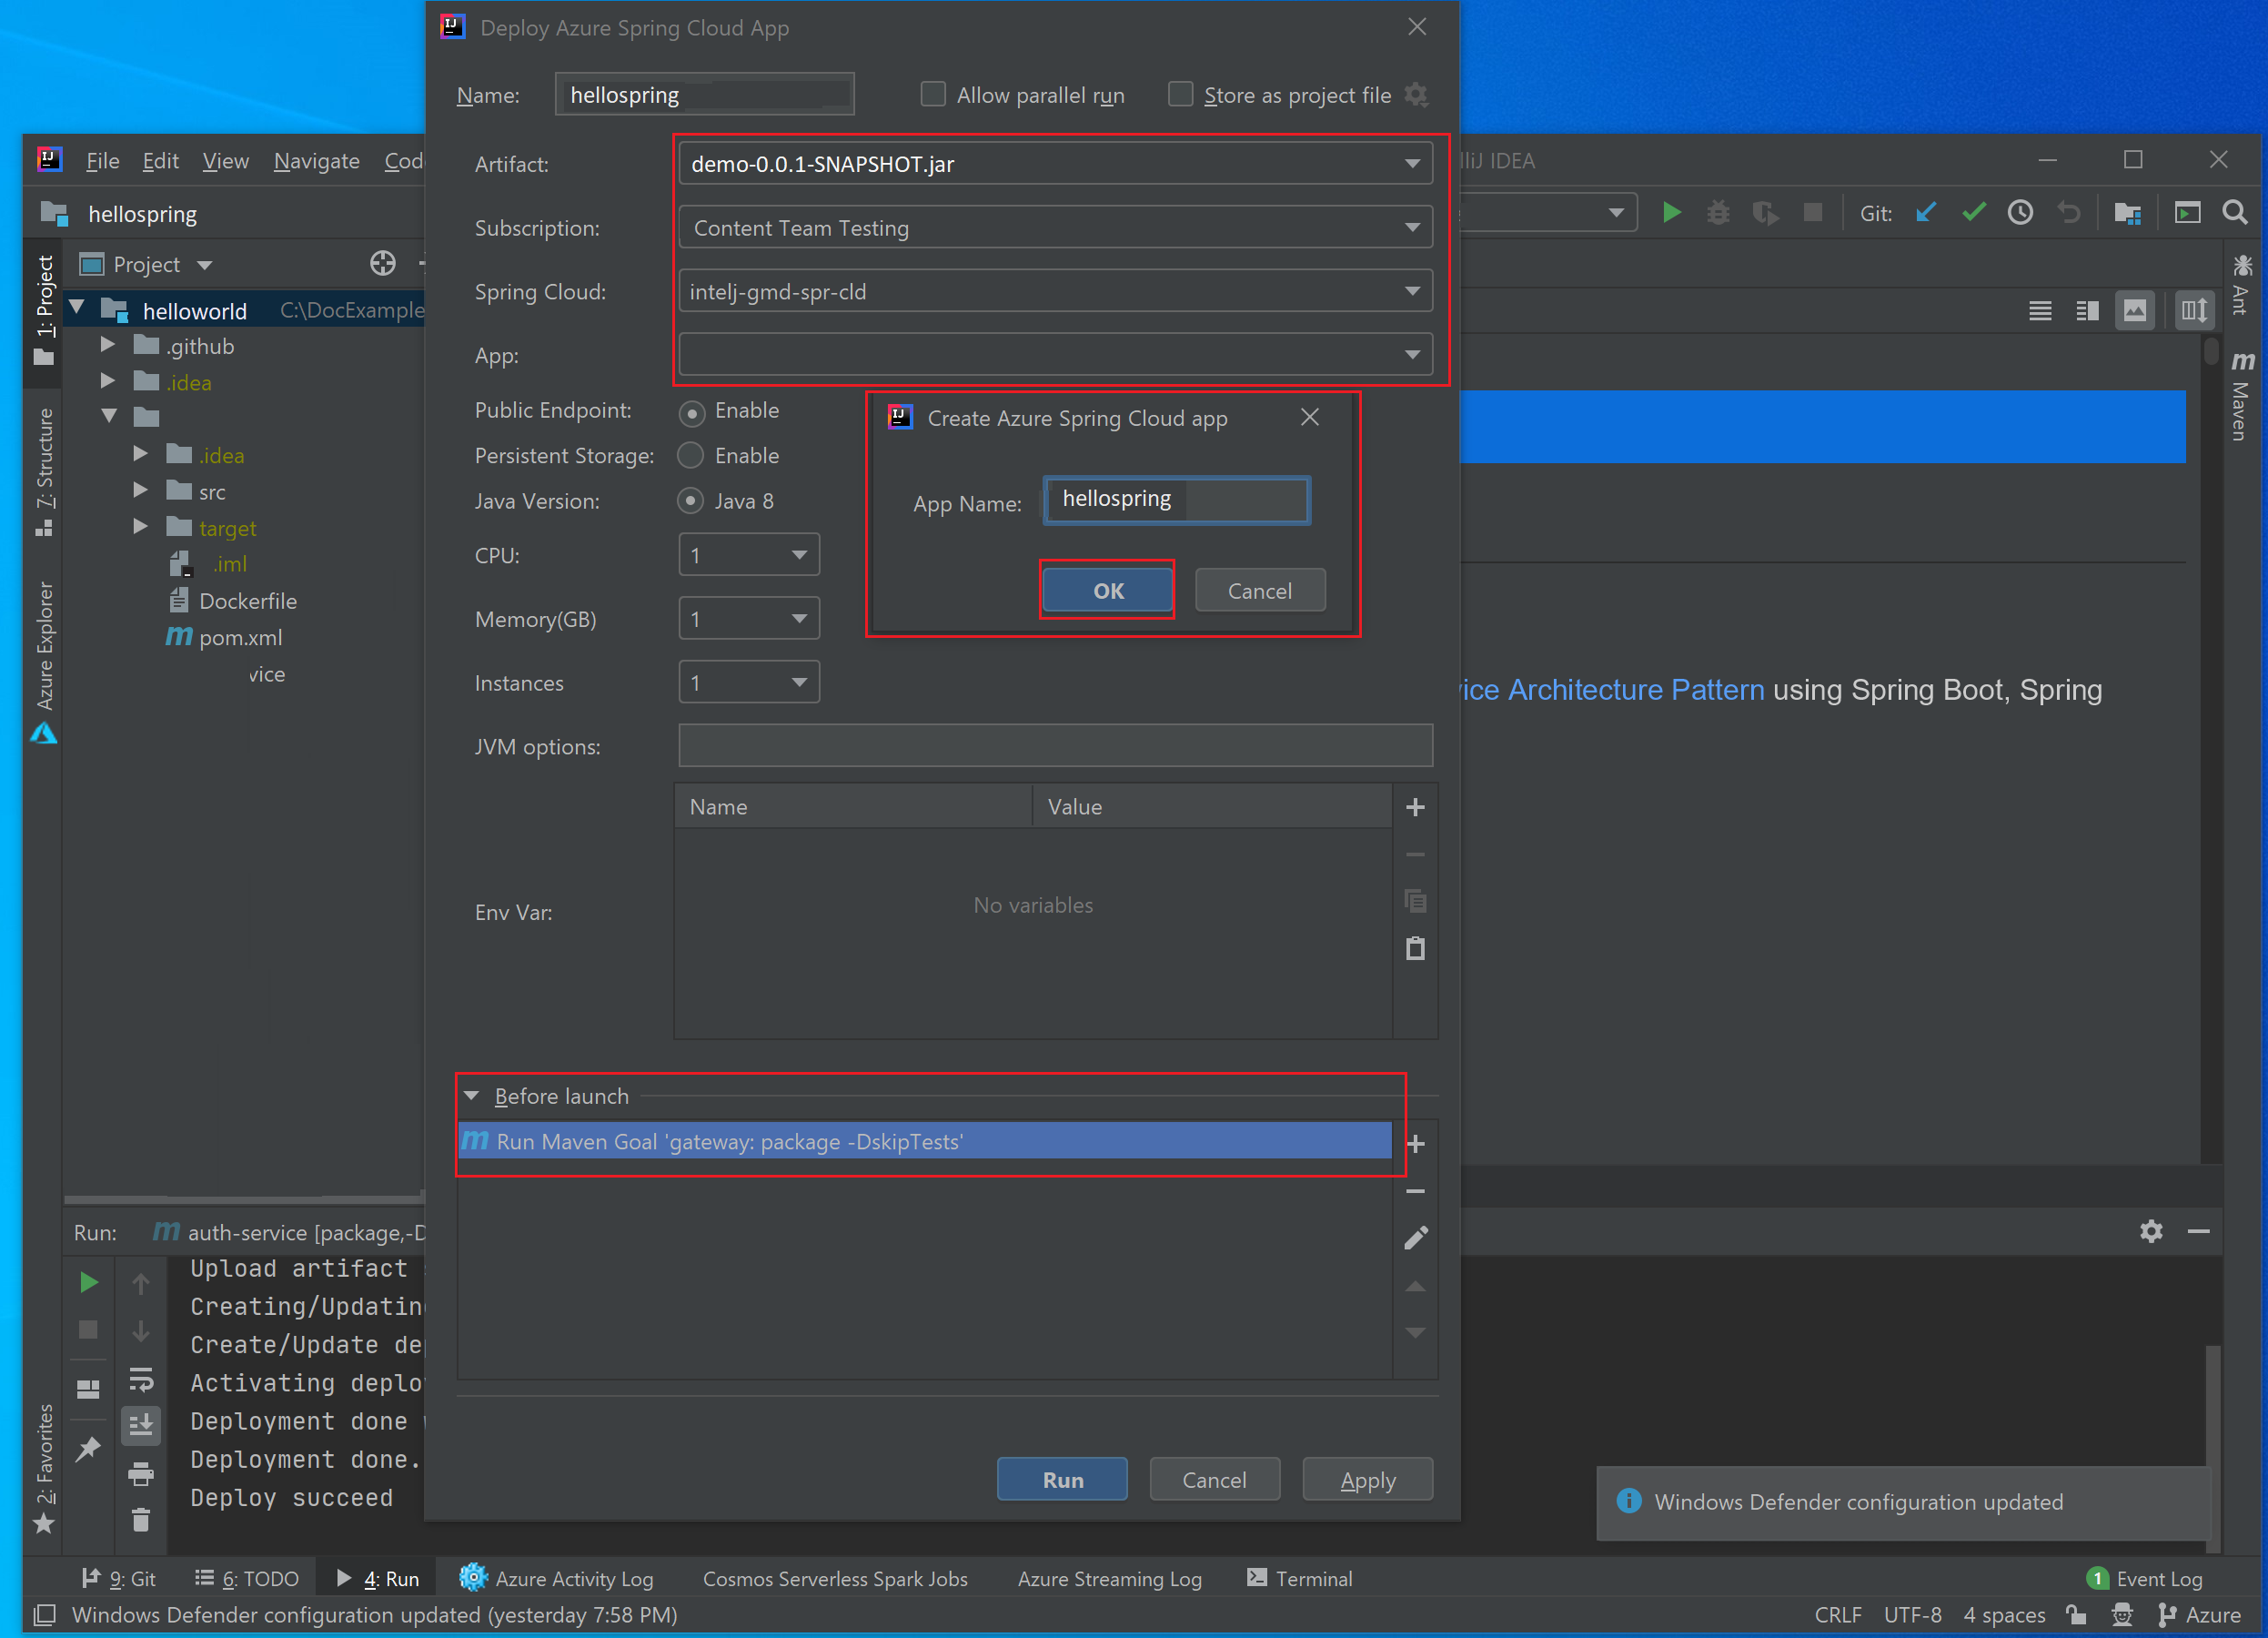 Deploy Azure Spring Cloud App
Name: hellospring Allow parallel run Store as project file
Artifact: demo-0.0.1-SNAPSHOT.jar
Subscription: Content Team Testing
Spring Cloud: intelj-gmd-spr-cld
App:
Public Endpoint: Enable
Persistent Storage: Enable
Java Version: Java 8
CPU: 1
Memory(GB) 1
Instances 1
JVM options:
Name Value
Env Var: No variables
Before launch
m Run Maven Goal 'gateway: package -DskipTests'
Run Cancel Apply
Create Azure Spring Cloud app
App Name: hellospring
OK Cancel
File Edit View Navigate Cod
lliJ IDEA
hellospring
Git:
Project
helloworld C:\DocExample
.github
.idea
.idea
src
target
.iml
Dockerfile
m pom.xml
vice
1: Project
7: Structure
Azure Explorer
2: Favorites
Ant
m Maven
ice Architecture Pattern using Spring Boot, Spring
Run: m auth-service [package,-D
Upload artifact
Creating/Updating
Create/Update dep
Activating deploy
Deployment done
Deployment done.
Deploy succeed
Windows Defender configuration updated
9: Git 6: TODO 4: Run Azure Activity Log Cosmos Serverless Spark Jobs Azure Streaming Log Terminal 1 Event Log
Windows Defender configuration updated (yesterday 7:58 PM) CRLF UTF-8 4 spaces Azure